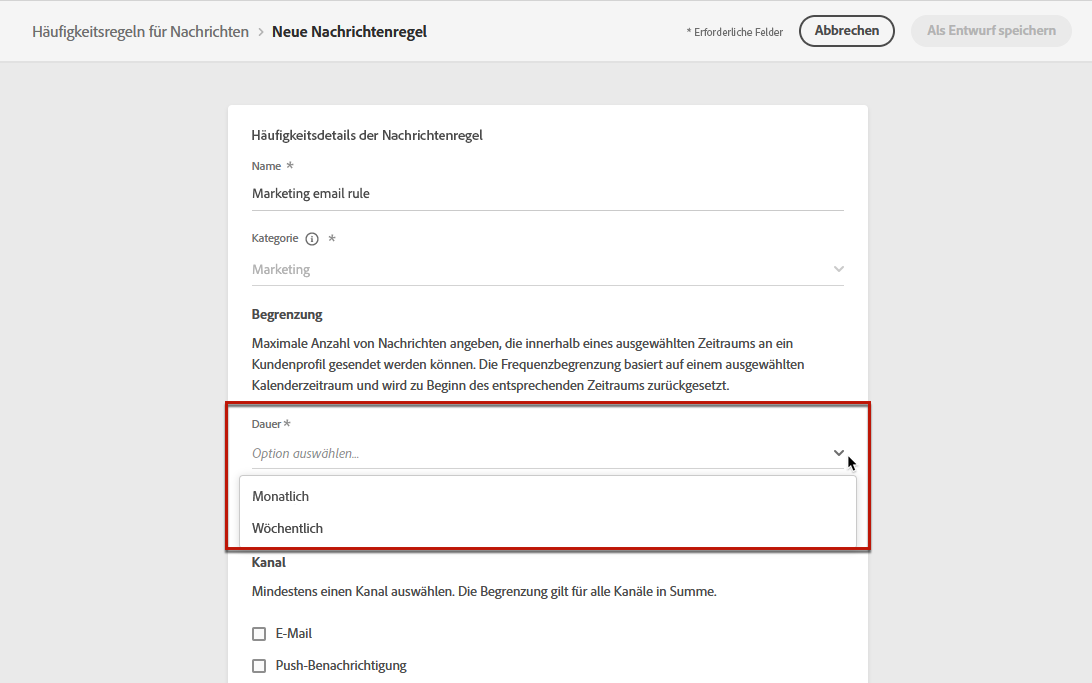 Häufigkeitsregeln für Nachrichten > Neue Nachrichtenregel
* Erforderliche Felder
Abbrechen
Als Entwurf speichern
Häufigkeitsdetails der Nachrichtenregel
Name *
Marketing email rule
Kategorie *
Marketing
Begrenzung
Maximale Anzahl von Nachrichten angeben, die innerhalb eines ausgewählten Zeitraums an ein
Kundenprofil gesendet werden können. Die Frequenzbegrenzung basiert auf einem ausgewählten
Kalenderzeitraum und wird zu Beginn des entsprechenden Zeitraums zurückgesetzt.
Dauer *
Option auswählen...
Monatlich
Wöchentlich
Kanal
Mindestens einen Kanal auswählen. Die Begrenzung gilt für alle Kanäle in Summe.
E-Mail
Push-Benachrichtigung